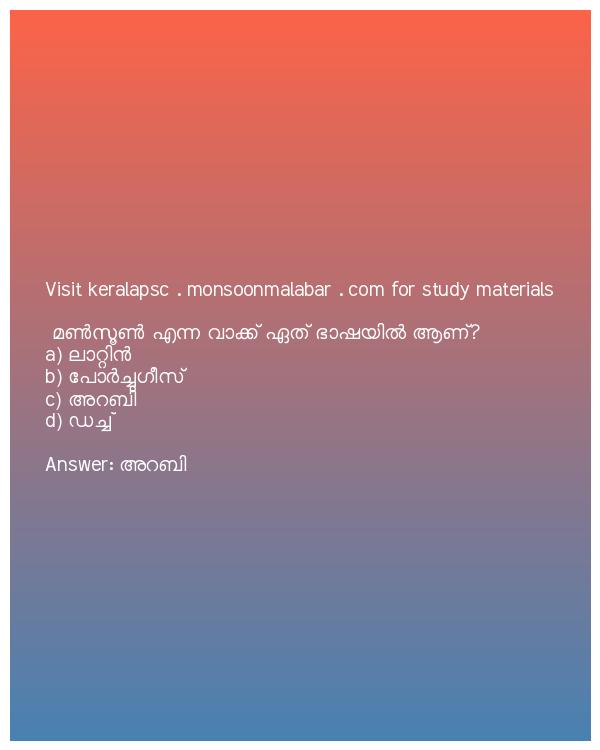 Visit keralapsc . monsoonmalabar . com for study materials
മൺസൂൺ എന്ന വാക്ക് ഏത് ഭാഷയിൽ ആണ്?
a) ലാറ്റിൻ
b) പോർച്ചുഗീസ്
c) അറബി
d) ഡച്ച്
Answer: അറബി